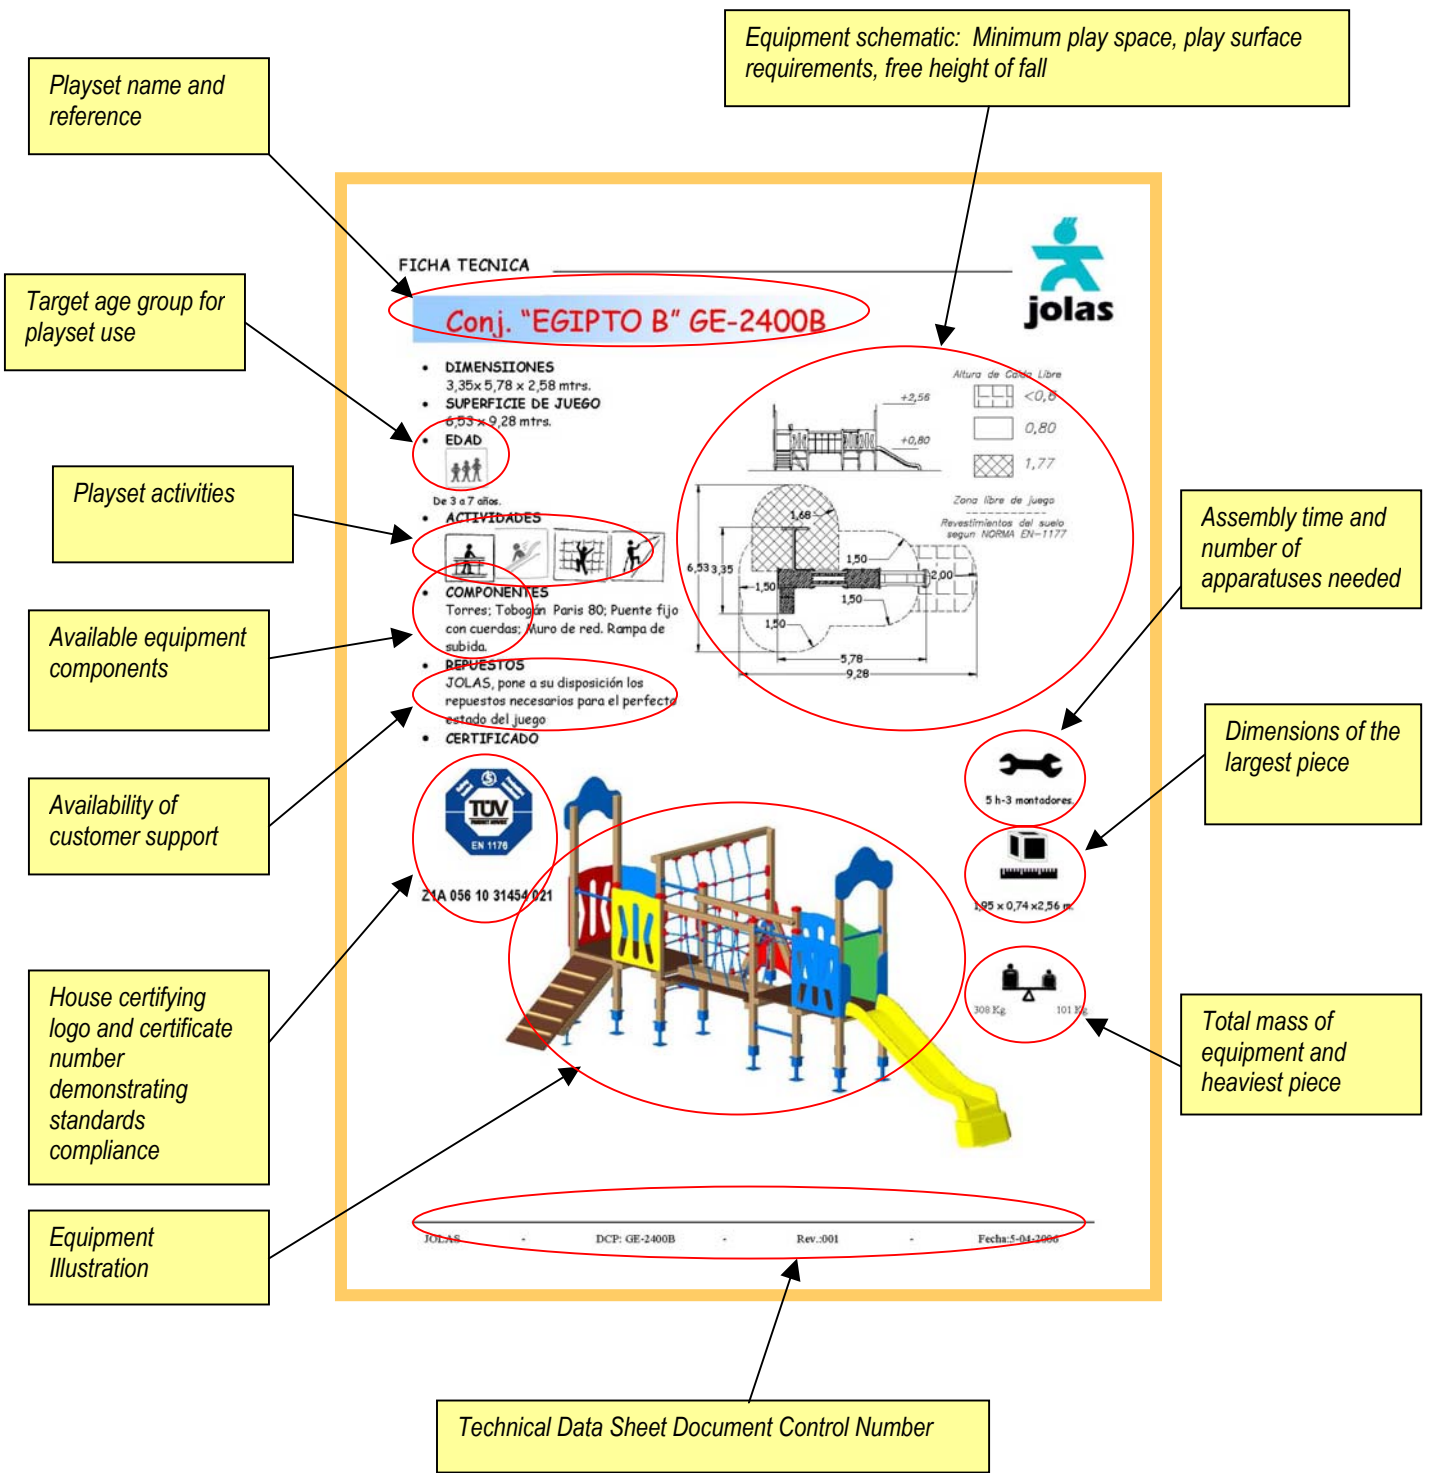 Equipment schematic: Minimum play space, play surface
requirements, free height of fall
Playset name and
reference
Target age group for
playset use
Playset activities
Available equipment
components
Availability of
customer support
House certifying
logo and certificate
number
demonstrating
standards
compliance
Equipment
Illustration
FICHA TECNICA
jolas
Conj. "EGIPTO B" GE-2400B
• DIMENSIIONES
3,35x 5,78 x 2,58 mtrs.
• SUPERFICIE DE JUEGO
6,53 x 9,28 mtrs.
• EDAD
De 3 a 7 años.
• ACTIVIDADES
• COMPONENTES
Torres; Tobogán Paris 80; Puente fijo
con cuerdas; Muro de red. Rampa de
subida.
• REPUESTOS
JOLAS, pone a su disposición los
repuestos necesarios para el perfecto
estado del juego
• CERTIFICADO
TÜV
EN 1176
Z1A 056 10 31454 021
Altura de Caida Libre
<0,6
0,80
1,77
+2,56
+0,80
Zona libre de juego
Revestimientos del suelo
segun NORMA EN-1177
1,68
6,53
3,35
1,50
1,50
2,00
1,50
1,50
5,78
9,28
5 h-3 montadores.
1,95 x 0,74 x2,56 m.
308 Kg.
101 Kg.
JOLAS - DCP: GE-2400B - Rev.:001 - Fecha:5-04-2006
Assembly time and
number of
apparatuses needed
Dimensions of the
largest piece
Total mass of
equipment and
heaviest piece
Technical Data Sheet Document Control Number